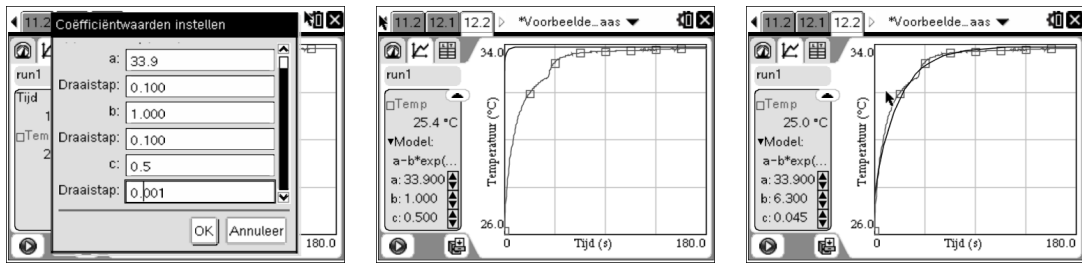 11.2
Coëfficiëntwaarden instellen
run1
Tijd
Tem
a: 33.9
Draaistap: 0.100
b: 1.000
Draaistap: 0.100
c: 0.5
Draaistap: 0.001
OK Annuleer
180.0
11.2 12.1 12.2 *Voorbeelde...aas
run1
Temp
25.4 °C
▼Model:
a-b*exp(...
a: 33.900
b: 1.000
c: 0.500
34.0
Temperatuur (°C)
26.0
0 Tijd (s) 180.0
11.2 12.1 12.2 *Voorbeelde...aas
run1
Temp
25.0 °C
▼Model:
a-b*exp(...
a: 33.900
b: 6.300
c: 0.045
34.0
Temperatuur (°C)
26.0
0 Tijd (s) 180.0